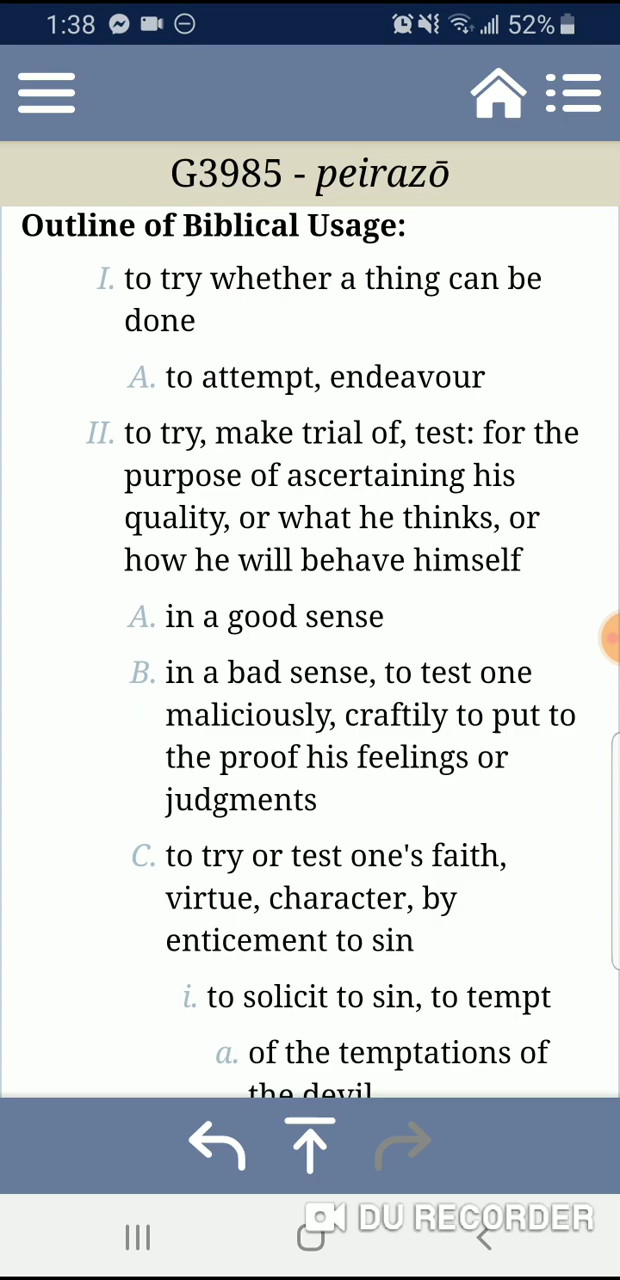 1:38 52%
G3985 - peirazō
Outline of Biblical Usage:
I. to try whether a thing can be
done
A. to attempt, endeavour
II. to try, make trial of, test: for the
purpose of ascertaining his
quality, or what he thinks, or
how he will behave himself
A. in a good sense
B. in a bad sense, to test one
maliciously, craftily to put to
the proof his feelings or
judgments
C. to try or test one's faith,
virtue, character, by
enticement to sin
i. to solicit to sin, to tempt
a. of the temptations of
the devil
DU RECORDER